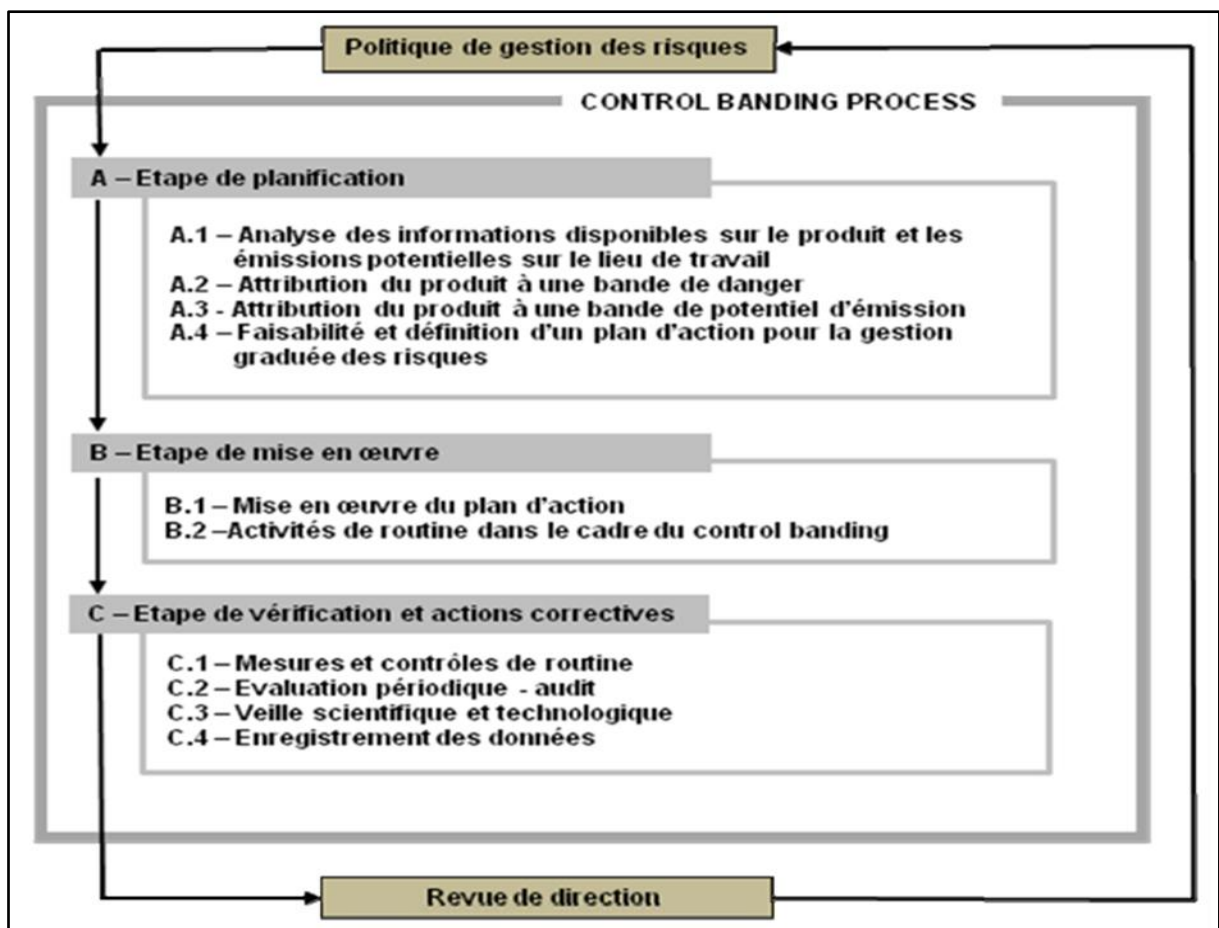 Politique de gestion des risques
CONTROL BANDING PROCESS
A – Etape de planification
A.1 – Analyse des informations disponibles sur le produit et les
émissions potentielles sur le lieu de travail
A.2 – Attribution du produit à une bande de danger
A.3 - Attribution du produit à une bande de potentiel d'émission
A.4 – Faisabilité et définition d'un plan d'action pour la gestion
graduée des risques
B – Etape de mise en œuvre
B.1 – Mise en œuvre du plan d'action
B.2 –Activités de routine dans le cadre du control banding
C – Etape de vérification et actions correctives
C.1 – Mesures et contrôles de routine
C.2 – Evaluation périodique - audit
C.3 – Veille scientifique et technologique
C.4 – Enregistrement des données
Revue de direction